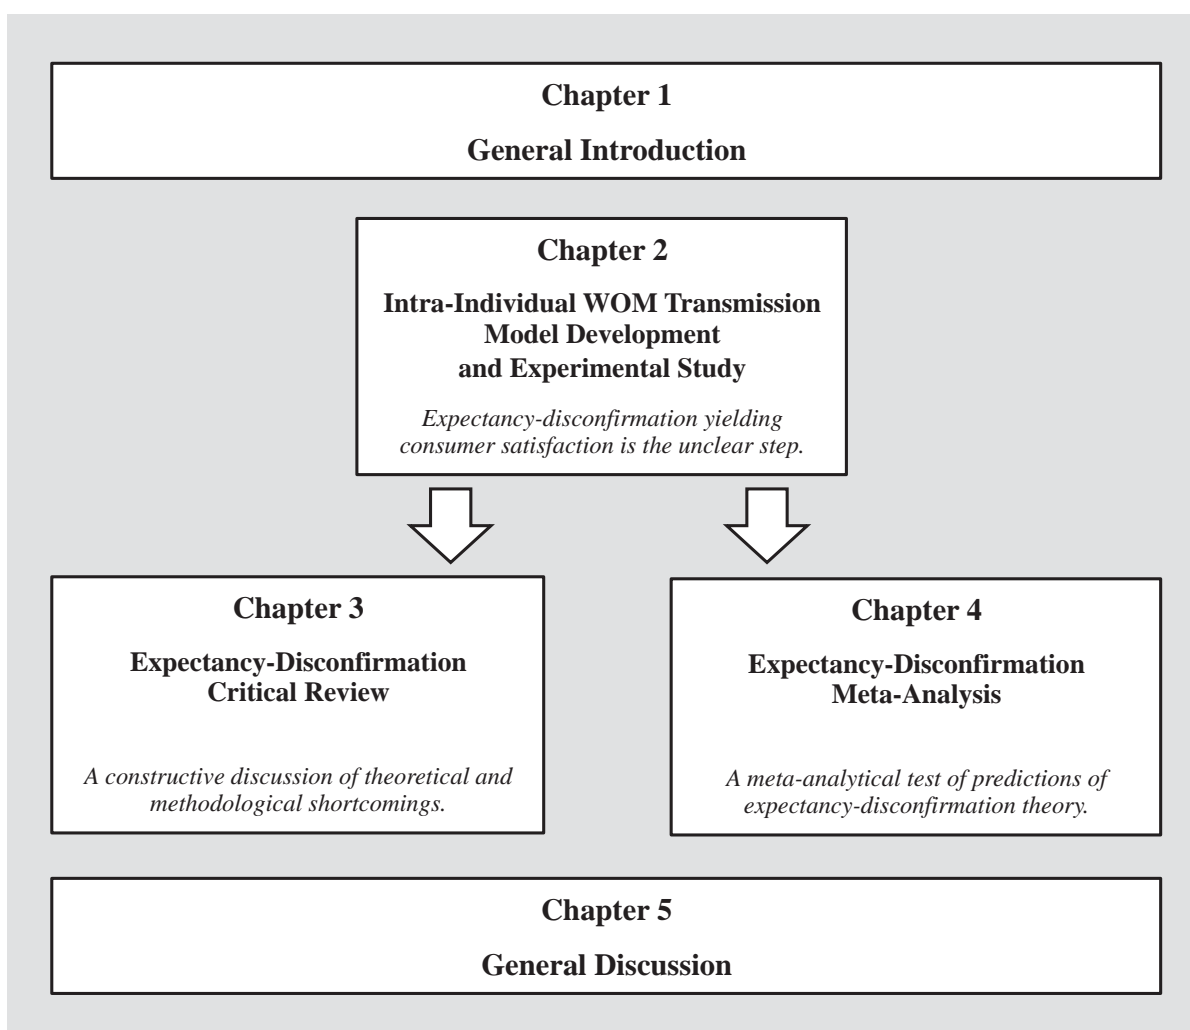 Chapter 1
General Introduction
Chapter 2
Intra-Individual WOM Transmission
Model Development
and Experimental Study
Expectancy-disconfirmation yielding
consumer satisfaction is the unclear step.
Chapter 3
Expectancy-Disconfirmation
Critical Review
A constructive discussion of theoretical and
methodological shortcomings.
Chapter 4
Expectancy-Disconfirmation
Meta-Analysis
A meta-analytical test of predictions of
expectancy-disconfirmation theory.
Chapter 5
General Discussion